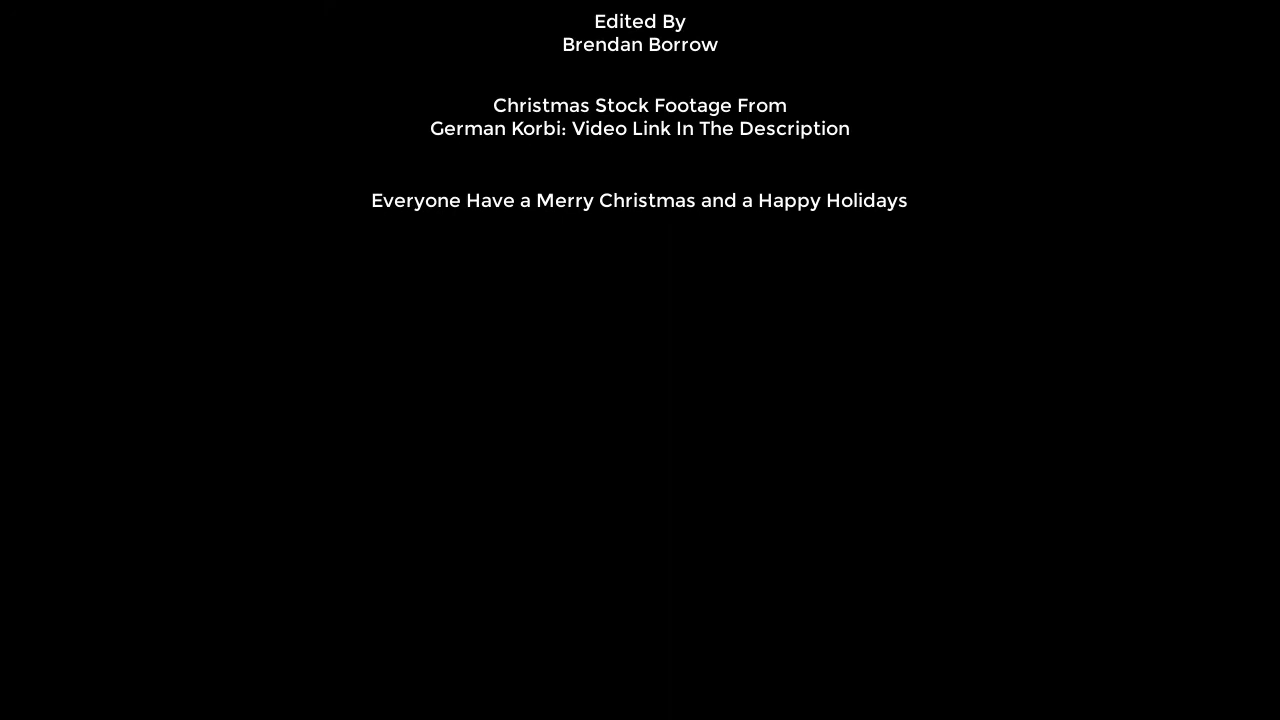 Edited By
Brendan Borrow
Christmas Stock Footage From
German Korbi: Video Link In The Description
Everyone Have a Merry Christmas and a Happy Holidays